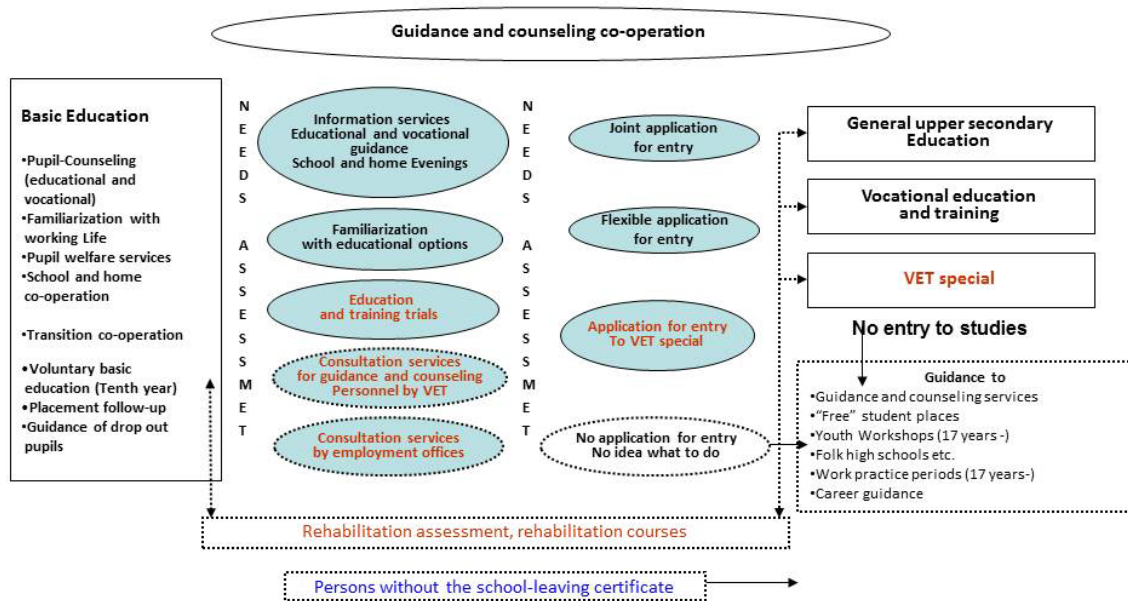 Guidance and counseling co-operation
Basic Education
•Pupil-Counseling
(educational and
vocational)
•Familiarization with
working Life
•Pupil welfare services
•School and home
co-operation
•Transition co-operation
•Voluntary basic
education (Tenth year)
•Placement follow-up
•Guidance of drop out
pupils
NEEDS ASSESSMET
Information services
Educational and vocational
guidance
School and home Evenings
Familiarization
with educational options
Education
and training trials
Consultation services
for guidance and counseling
Personnel by VET
Consultation services
by employment offices
NEEDS ASSESSMET
Joint application
for entry
Flexible application
for entry
Application for entry
To VET special
No application for entry
No idea what to do
General upper secondary
Education
Vocational education
and training
VET special
No entry to studies
Guidance to
•Guidance and counseling services
•“Free” student places
•Youth Workshops (17 years -)
•Folk high schools etc.
•Work practice periods (17 years-)
•Career guidance
Rehabilitation assessment, rehabilitation courses
Persons without the school-leaving certificate